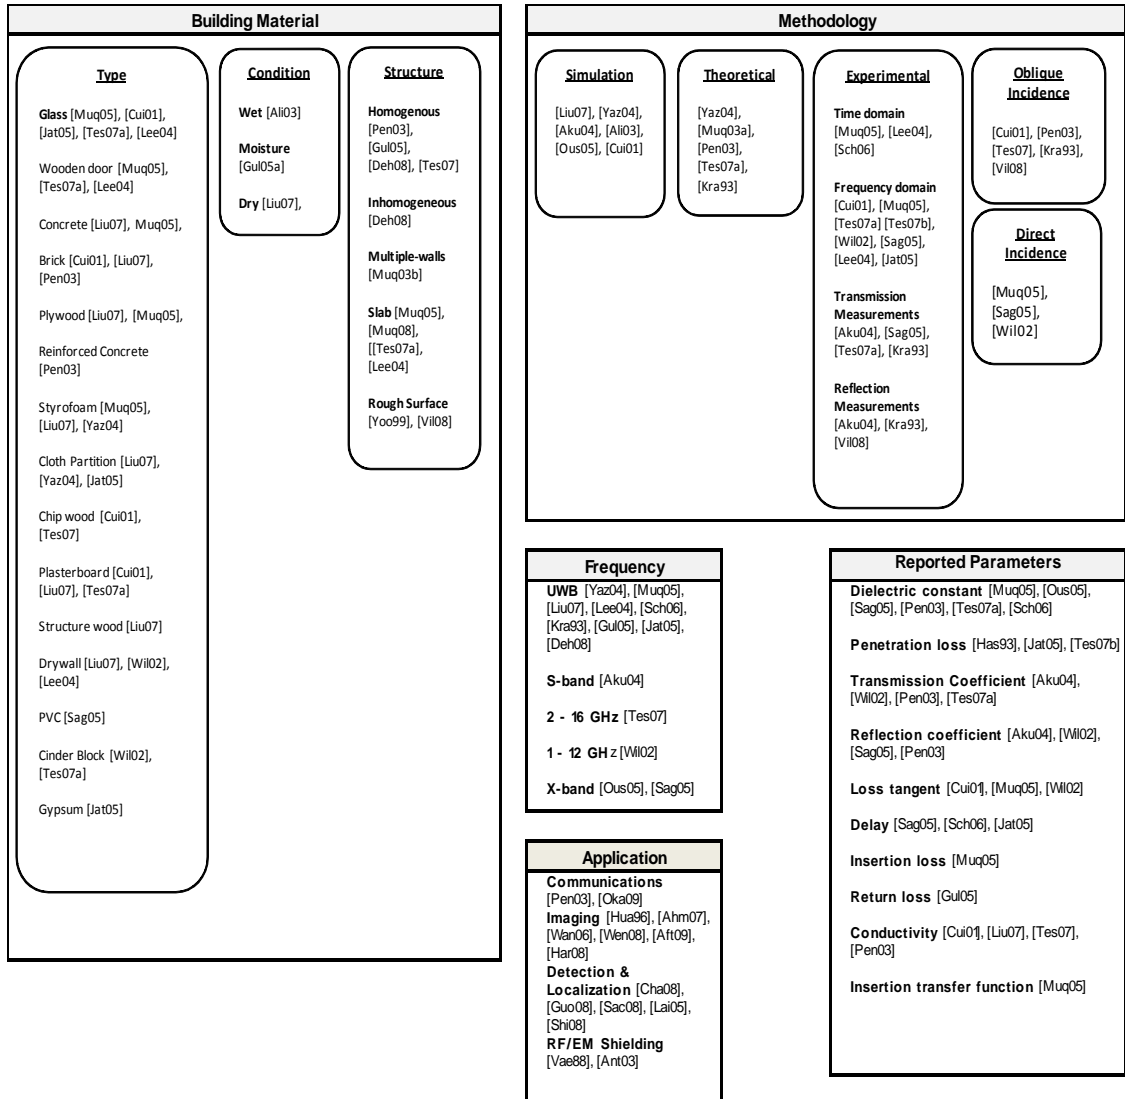 Building Material
Type
Glass [Muq05], [Cui01],
[Jat05], [Tes07a], [Lee04]
Wooden door [Muq05],
[Tes07a], [Lee04]
Concrete [Liu07], Muq05],
Brick [Cui01], [Liu07],
[Pen03]
Plywood [Liu07], [Muq05],
Reinforced Concrete
[Pen03]
Styrofoam [Muq05],
[Liu07], [Yaz04]
Cloth Partition [Liu07],
[Yaz04], [Jat05]
Chip wood [Cui01],
[Tes07]
Plasterboard [Cui01],
[Liu07], [Tes07a]
Structure wood [Liu07]
Drywall [Liu07], [Wil02],
[Lee04]
PVC [Sag05]
Cinder Block [Wil02],
[Tes07a]
Gypsum [Jat05]
Condition
Wet [Ali03]
Moisture
[Gul05a]
Dry [Liu07],
Structure
Homogenous
[Pen03],
[Gul05],
[Deh08], [Tes07]
Inhomogeneous
[Deh08]
Multiple-walls
[Muq03b]
Slab [Muq05],
[Muq08],
[[Tes07a],
[Lee04]
Rough Surface
[Yoo99], [Vil08]
Methodology
Simulation
[Liu07], [Yaz04],
[Aku04], [Ali03],
[Ous05], [Cui01]
Theoretical
[Yaz04],
[Muq03a],
[Pen03],
[Tes07a],
[Kra93]
Experimental
Time domain
[Muq05], [Lee04],
[Sch06]
Frequency domain
[Cui01], [Muq05],
[Tes07a] [Tes07b],
[Wil02], [Sag05],
[Lee04], [Jat05]
Transmission
Measurements
[Aku04], [Sag05],
[Tes07a], [Kra93]
Reflection
Measurements
[Aku04], [Kra93],
[Vil08]
Oblique
Incidence
[Cui01], [Pen03],
[Tes07], [Kra93],
[Vil08]
Direct
Incidence
[Muq05],
[Sag05],
[Wil02]
Frequency
UWB [Yaz04], [Muq05],
[Liu07], [Lee04], [Sch06],
[Kra93], [Gul05], [Jat05],
[Deh08]
S-band [Aku04]
2 - 16 GHz [Tes07]
1 - 12 GHz [Wil02]
X-band [Ous05], [Sag05]
Application
Communications
[Pen03], [Oka09]
Imaging [Hua96], [Ahm07],
[Wan06], [Wen08], [Aft09],
[Har08]
Detection &
Localization [Cha08],
[Guo08], [Sac08], [Lai05],
[Shi08]
RF/EM Shielding
[Vae88], [Ant03]
Reported Parameters
Dielectric constant [Muq05], [Ous05],
[Sag05], [Pen03], [Tes07a], [Sch06]
Penetration loss [Has93], [Jat05], [Tes07b]
Transmission Coefficient [Aku04],
[Wil02], [Pen03], [Tes07a]
Reflection coefficient [Aku04], [Wil02],
[Sag05], [Pen03]
Loss tangent [Cui01], [Muq05], [Wil02]
Delay [Sag05], [Sch06], [Jat05]
Insertion loss [Muq05]
Return loss [Gul05]
Conductivity [Cui01], [Liu07], [Tes07],
[Pen03]
Insertion transfer function [Muq05]